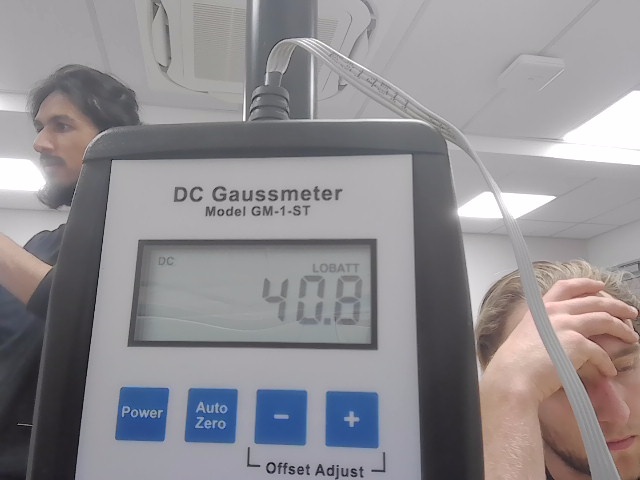 DC Gaussmeter
Model GM-1-ST
DC
LOBATT
40.8
Power
Auto
Zero
-
+
Offset Adjust